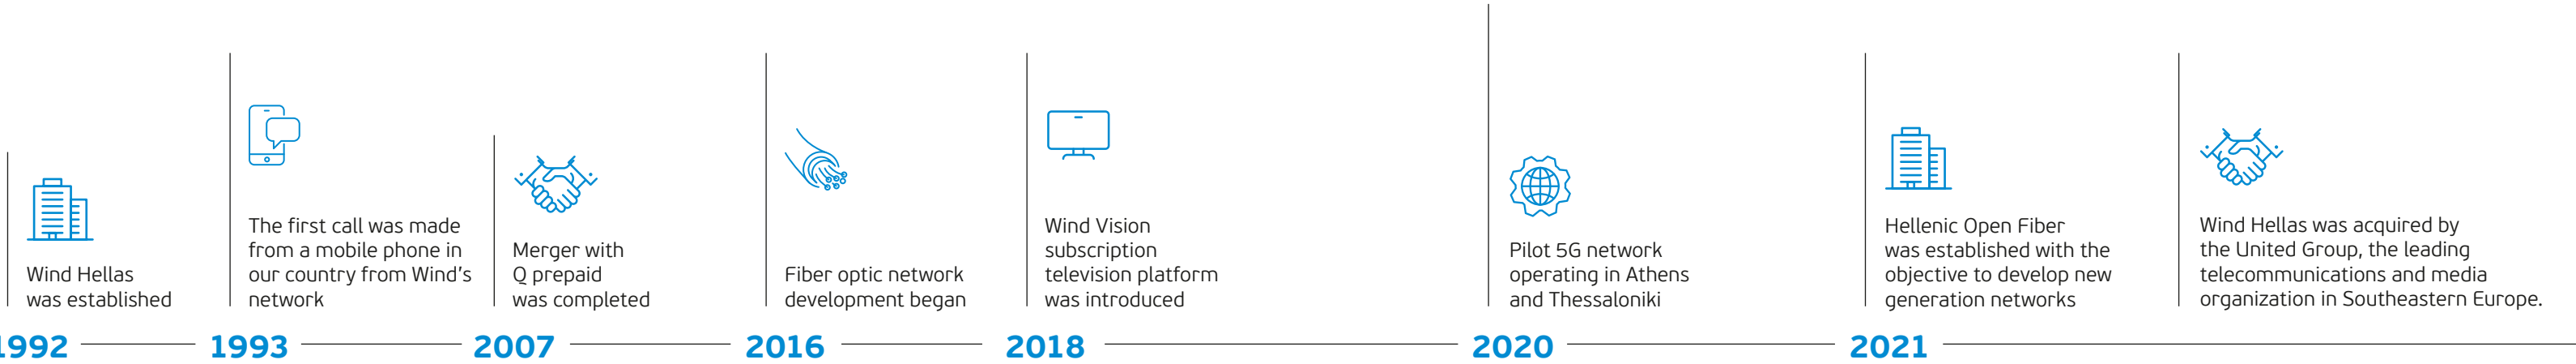 Wind Hellas
was established
1992
The first call was made
from a mobile phone in
our country from Wind's
network
1993
Merger with
Q prepaid
was completed
2007
Fiber optic network
development began
2016
Wind Vision
subscription
television platform
was introduced
2018
Pilot 5G network
operating in Athens
and Thessaloniki
2020
Hellenic Open Fiber
was established with the
objective to develop new
generation networks
2021
Wind Hellas was acquired by
the United Group, the leading
telecommunications and media
organization in Southeastern Europe.